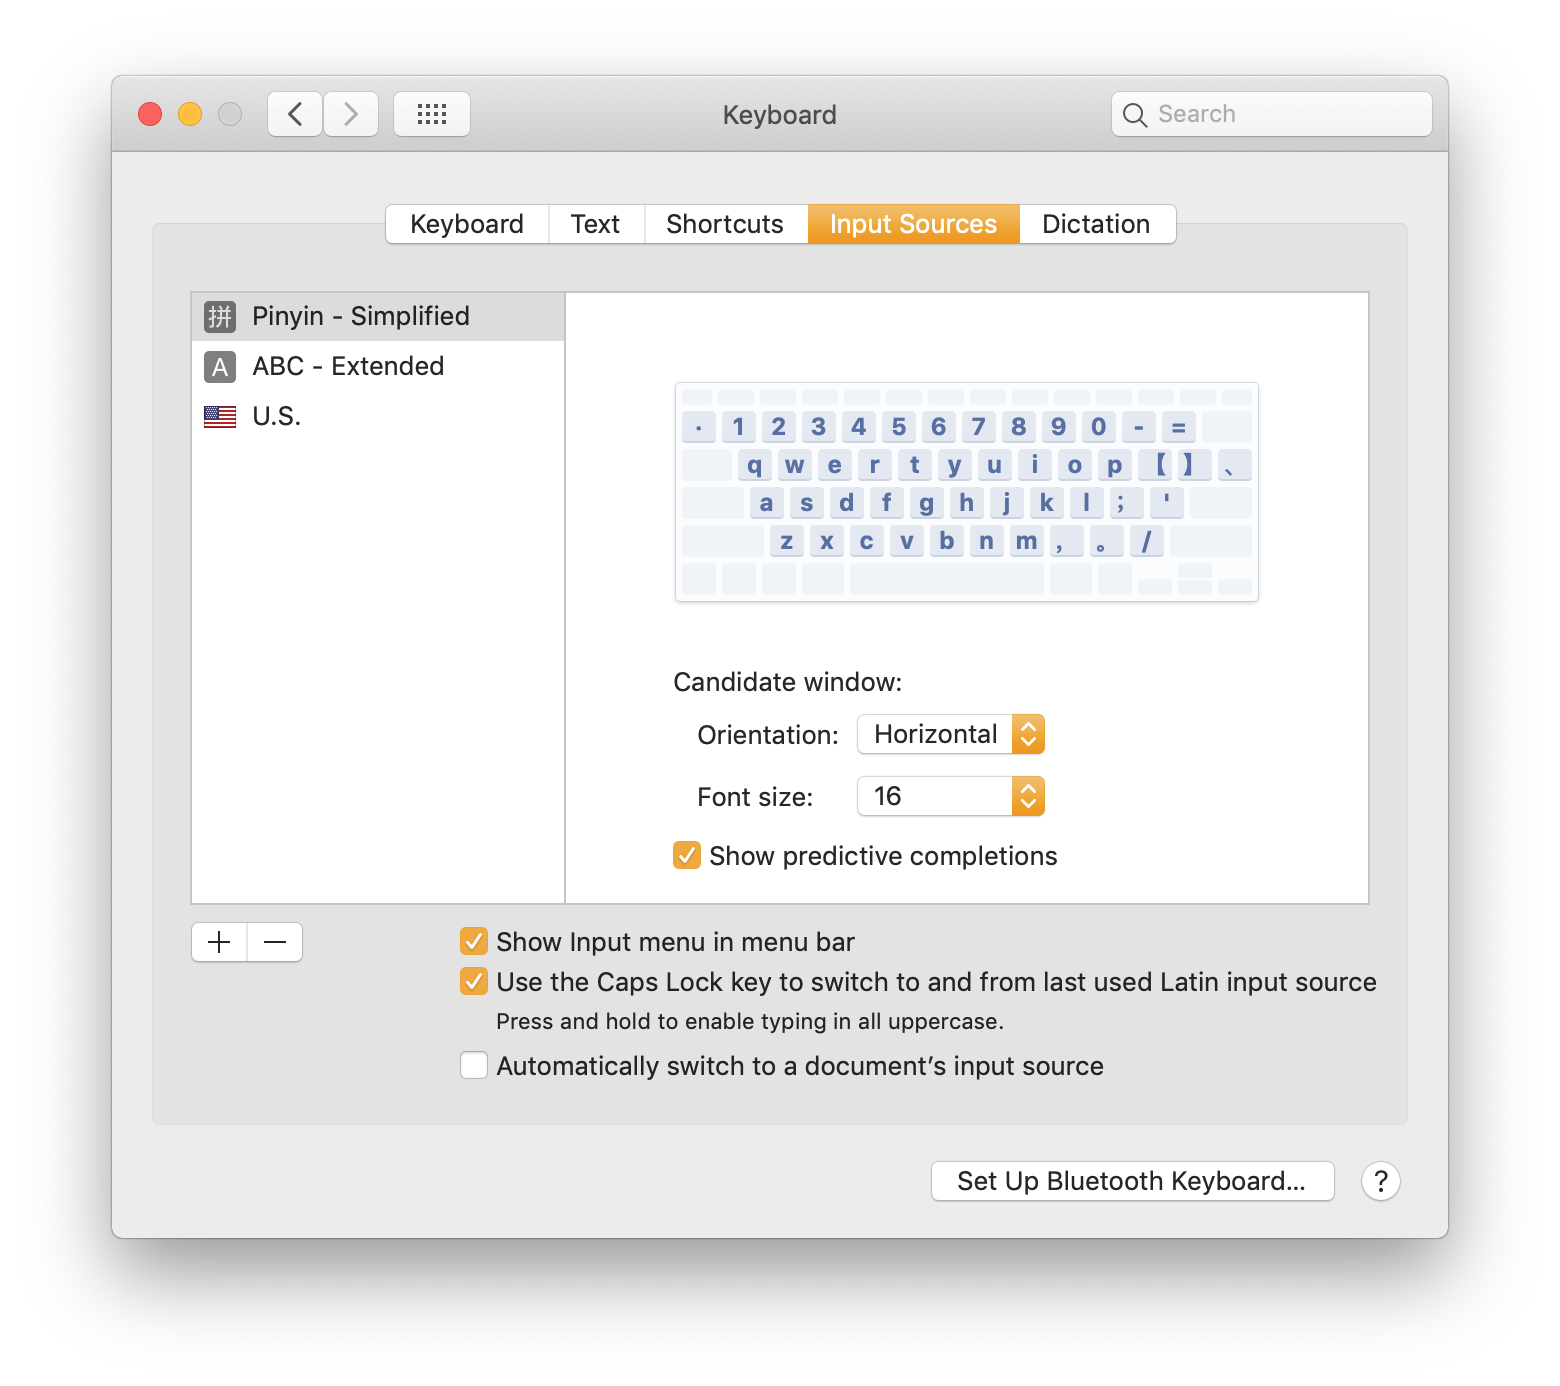 Keyboard
Search
Keyboard Text Shortcuts Input Sources Dictation
拼 Pinyin - Simplified
A ABC - Extended
U.S.
· 1 2 3 4 5 6 7 8 9 0 - =
q w e r t y u i o p 【 】 、
a s d f g h j k l ; '
z x c v b n m , 。 /
Candidate window:
Orientation: Horizontal
Font size: 16
Show predictive completions
Show Input menu in menu bar
Use the Caps Lock key to switch to and from last used Latin input source
Press and hold to enable typing in all uppercase.
Automatically switch to a document’s input source
Set Up Bluetooth Keyboard... ?